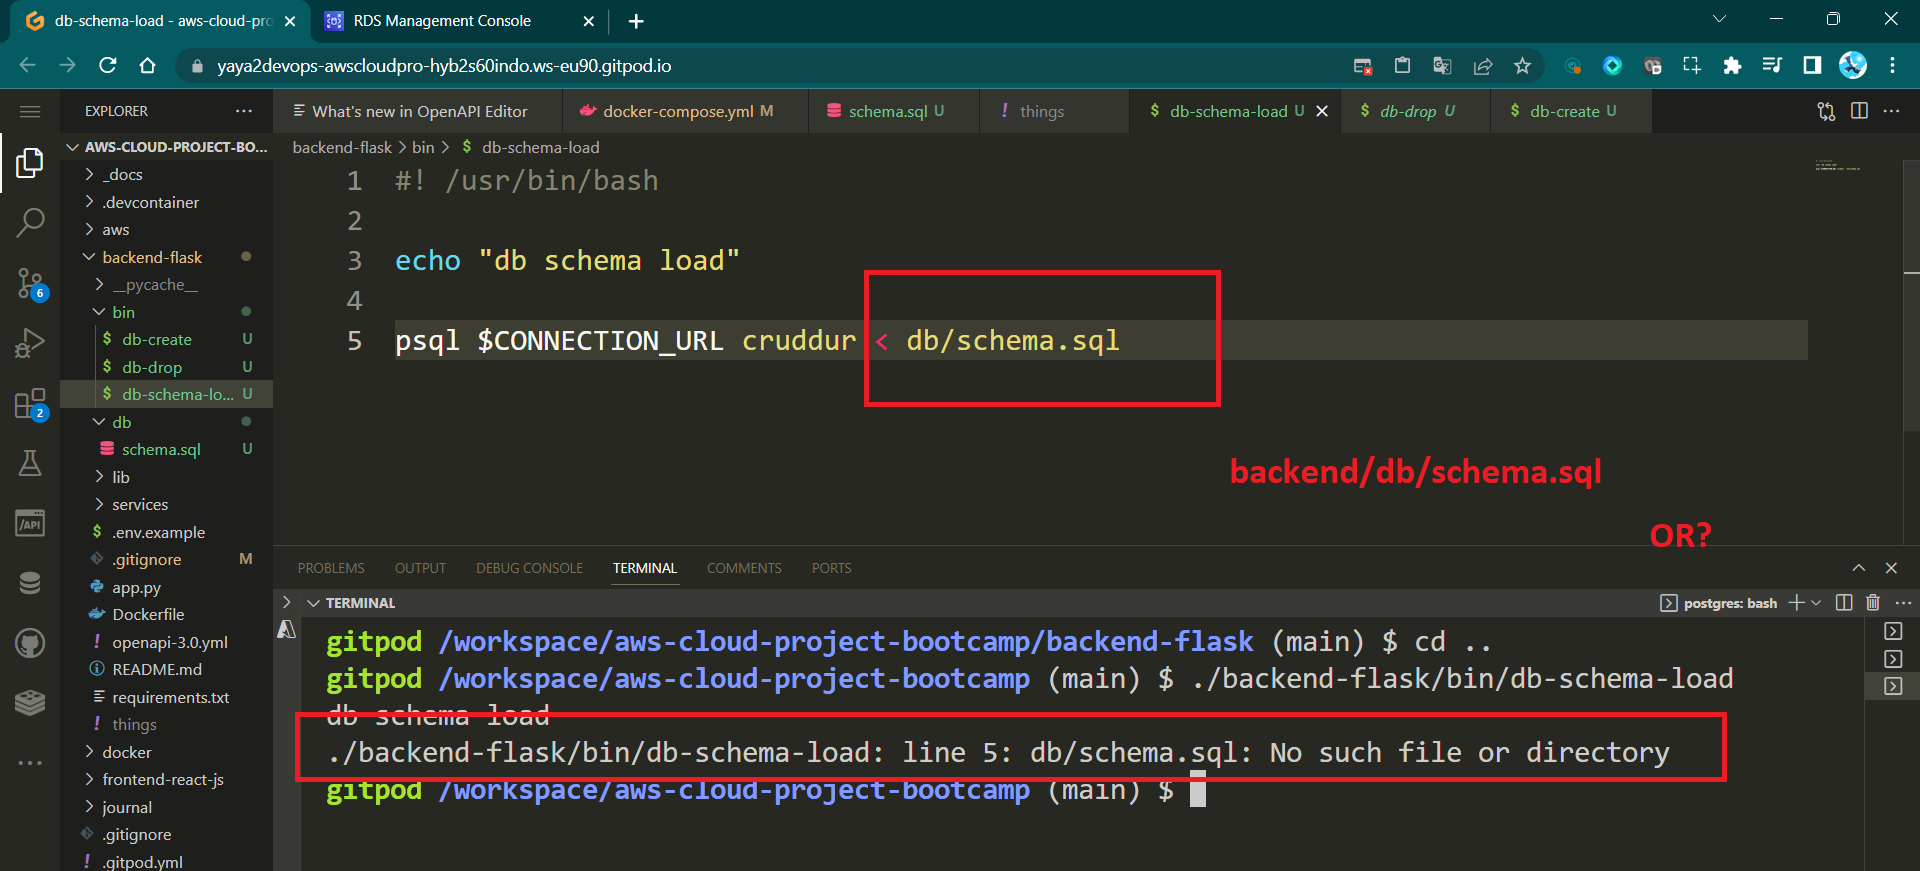 db-schema-load - aws-cloud-pro
RDS Management Console
yaya2devops-awscloudpro-hyb2s60indo.ws-eu90.gitpod.io
EXPLORER
What's new in OpenAPI Editor
docker-compose.yml M
schema.sql U
! things
$ db-schema-load U
$ db-drop U
$ db-create U
AWS-CLOUD-PROJECT-BO...
backend-flask > bin > $ db-schema-load
_docs
.devcontainer
aws
backend-flask
__pycache__
bin
$ db-create U
$ db-drop U
$ db-schema-lo... U
db
schema.sql U
lib
services
$ .env.example
.gitignore M
app.py
Dockerfile
! openapi-3.0.yml
README.md
requirements.txt
! things
docker
frontend-react-js
journal
.gitignore
! .gitpod.yml
6
2
/API
1 #! /usr/bin/bash
2
3 echo "db schema load"
4
5 psql $CONNECTION_URL cruddur < db/schema.sql
backend/db/schema.sql
OR?
PROBLEMS OUTPUT DEBUG CONSOLE TERMINAL COMMENTS PORTS
TERMINAL
postgres: bash
gitpod /workspace/aws-cloud-project-bootcamp/backend-flask (main) $ cd ..
gitpod /workspace/aws-cloud-project-bootcamp (main) $ ./backend-flask/bin/db-schema-load
db schema load
./backend-flask/bin/db-schema-load: line 5: db/schema.sql: No such file or directory
gitpod /workspace/aws-cloud-project-bootcamp (main) $